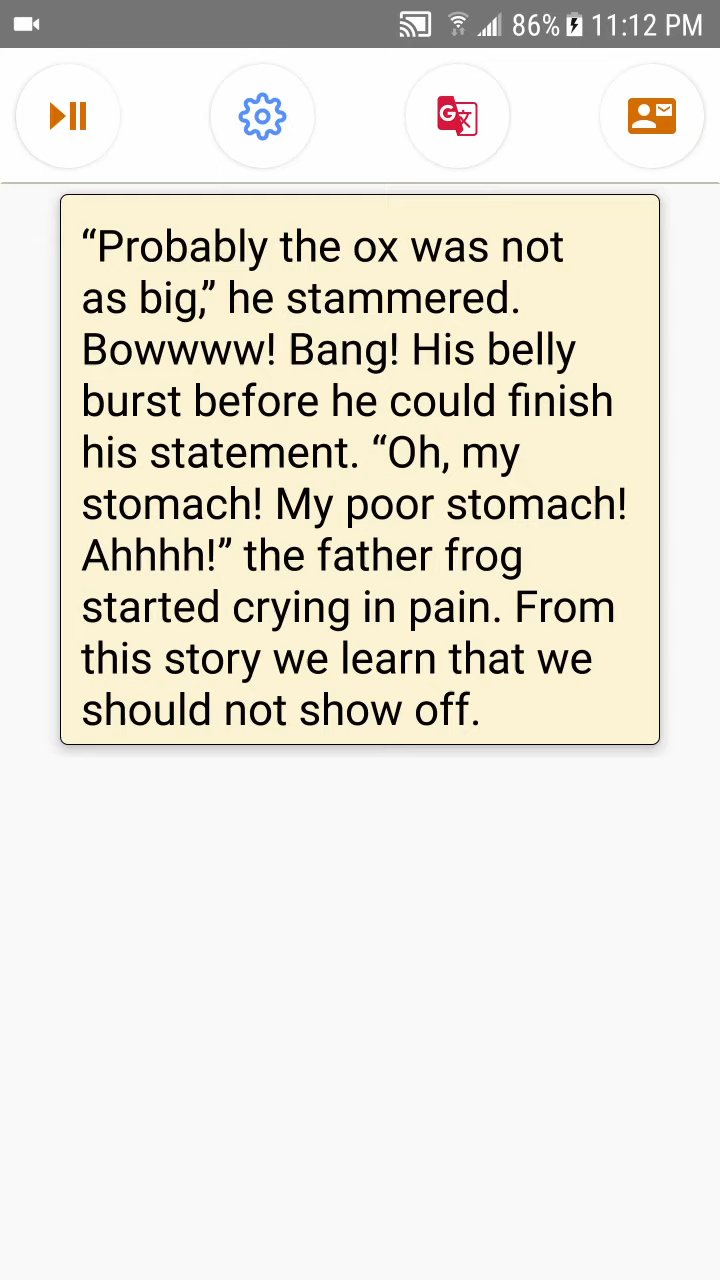 86% 11:12 PM
“Probably the ox was not
as big,” he stammered.
Bowwww! Bang! His belly
burst before he could finish
his statement. “Oh, my
stomach! My poor stomach!
Ahhhh!” the father frog
started crying in pain. From
this story we learn that we
should not show off.